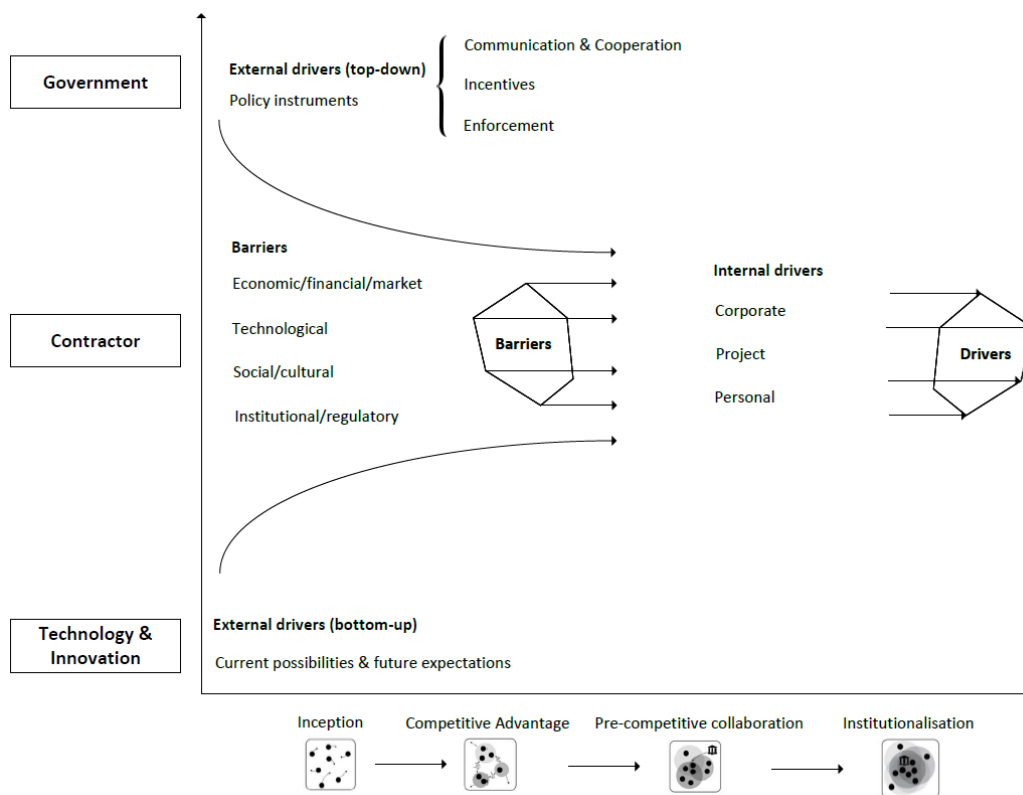 Government
External drivers (top-down)
Policy instruments
Communication & Cooperation
Incentives
Enforcement
Contractor
Barriers
Economic/financial/market
Technological
Social/cultural
Institutional/regulatory
Barriers
Internal drivers
Corporate
Project
Personal
Drivers
Technology &
Innovation
External drivers (bottom-up)
Current possibilities & future expectations
Inception
Competitive Advantage
Pre-competitive collaboration
Institutionalisation